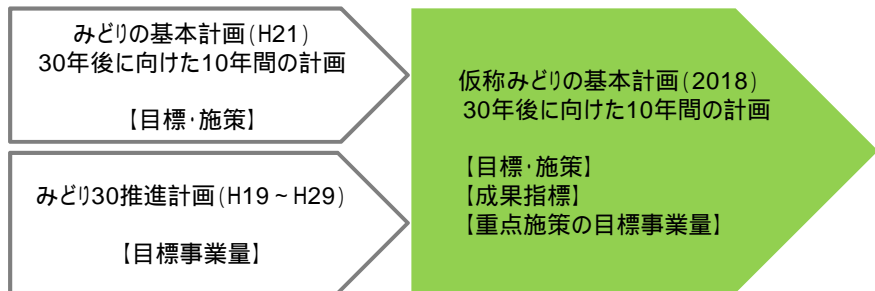 みどりの基本計画(H21)
30年後に向けた10年間の計画
【目標・施策】
みどり30推進計画(H19~H29)
【目標事業量】
仮称みどりの基本計画(2018)
30年後に向けた10年間の計画
【目標・施策】
【成果指標】
【重点施策の目標事業量】